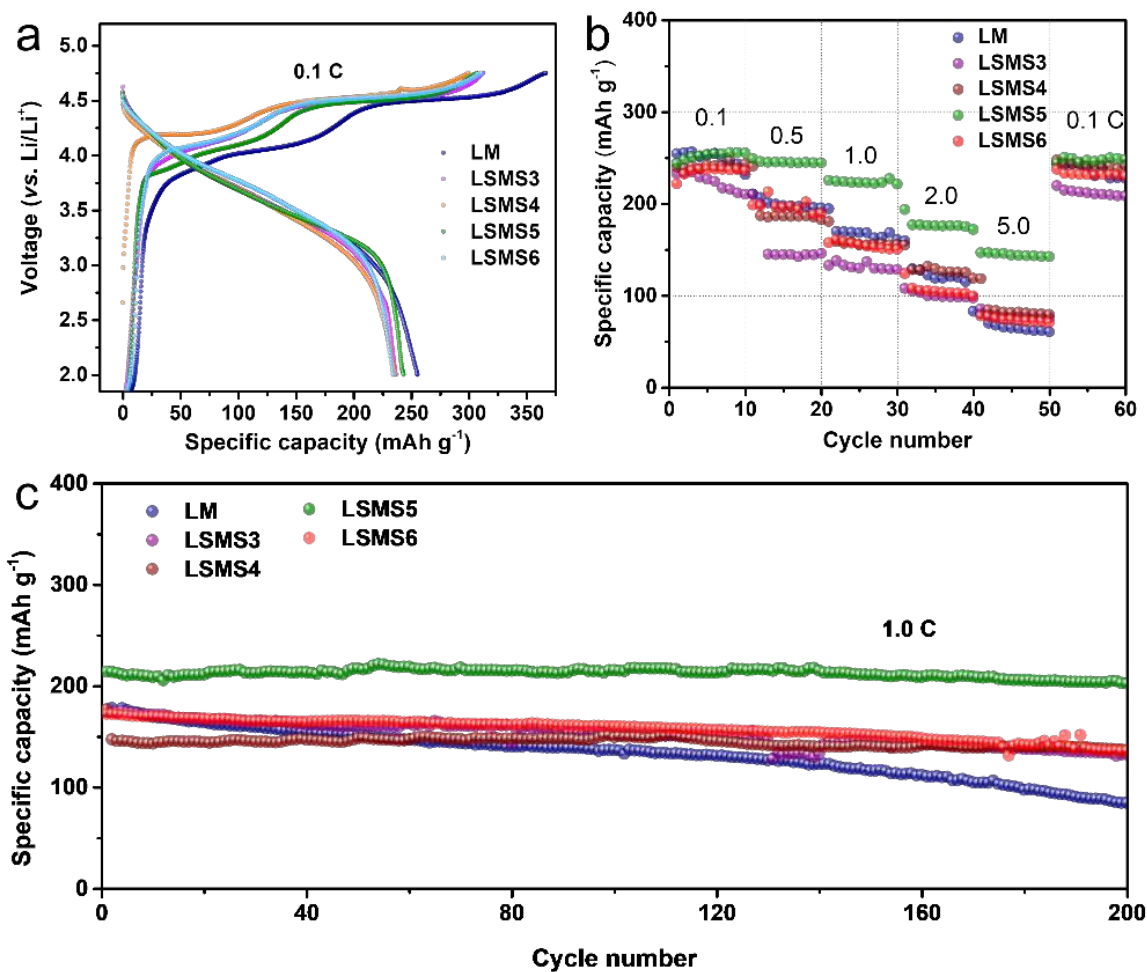 a
5.0
4.5
4.0
3.5
3.0
2.5
2.0
Voltage (vs. Li/Li⁺)
0.1 C
LM
LSMS3
LSMS4
LSMS5
LSMS6
0 50 100 150 200 250 300 350
Specific capacity (mAh g⁻¹)
b
400
300
200
100
0
Specific capacity (mAh g⁻¹)
LM
LSMS3
LSMS4
LSMS5
LSMS6
0.1
0.5
1.0
2.0
5.0
0.1 C
0 10 20 30 40 50 60
Cycle number
c
400
300
200
100
0
Specific capacity (mAh g⁻¹)
LM
LSMS3
LSMS4
LSMS5
LSMS6
1.0 C
0 40 80 120 160 200
Cycle number